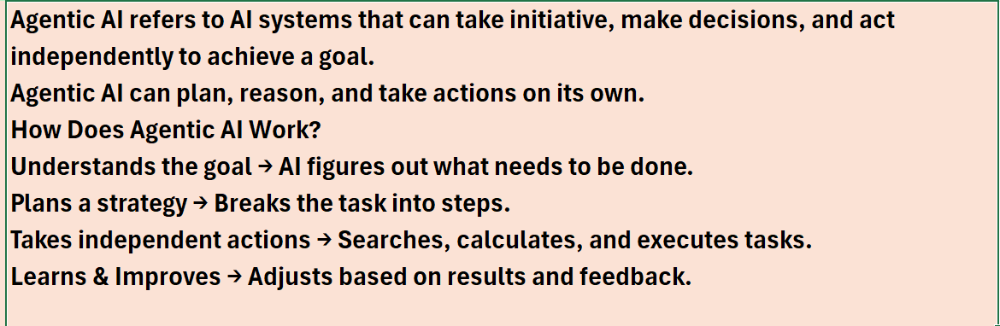 Agentic AI refers to AI systems that can take initiative, make decisions, and act
independently to achieve a goal.
Agentic AI can plan, reason, and take actions on its own.
How Does Agentic AI Work?
Understands the goal → AI figures out what needs to be done.
Plans a strategy → Breaks the task into steps.
Takes independent actions → Searches, calculates, and executes tasks.
Learns & Improves → Adjusts based on results and feedback.